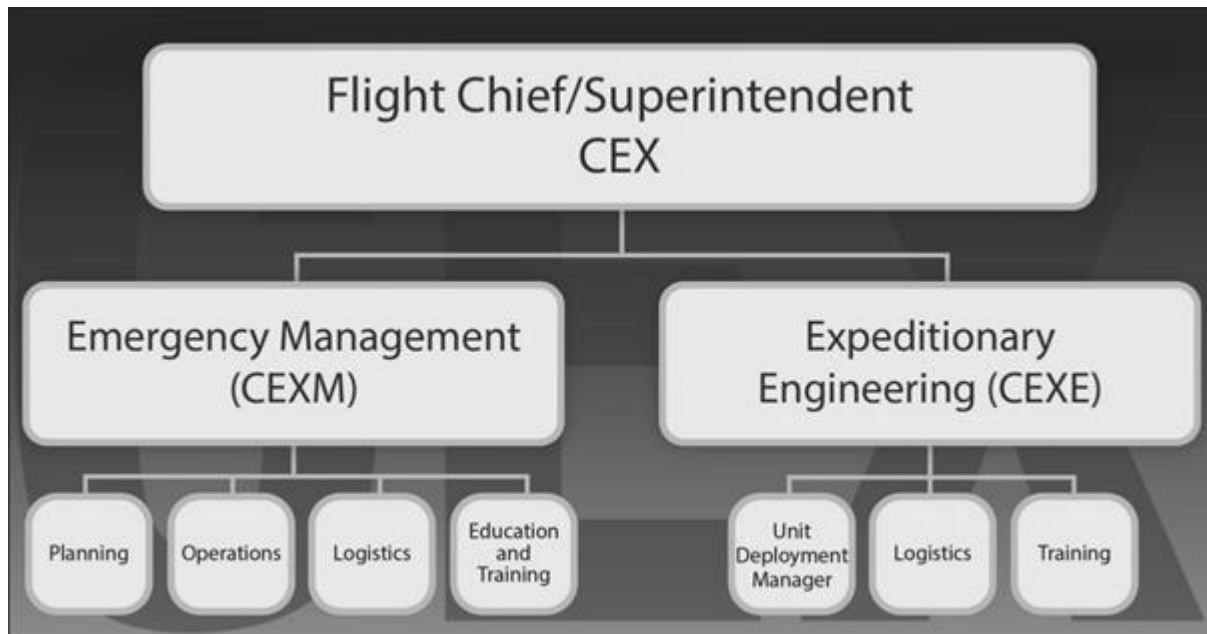 Flight Chief/Superintendent
CEX
Emergency Management
(CEXM)
Expeditionary
Engineering (CEXE)
Planning
Operations
Logistics
Education
and
Training
Unit
Deployment
Manager
Logistics
Training